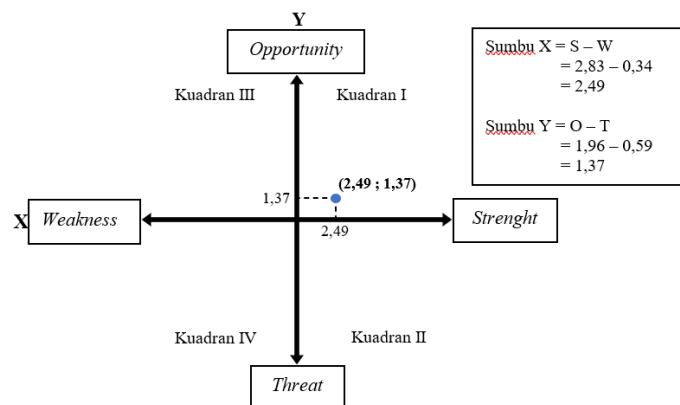 Y
Opportunity
Kuadran III
Kuadran I
Sumbu X = S – W
= 2,83 – 0,34
= 2,49
Sumbu Y = O – T
= 1,96 – 0,59
= 1,37
(2,49 ; 1,37)
1,37
X
Weakness
Strenght
2,49
Kuadran IV
Kuadran II
Threat